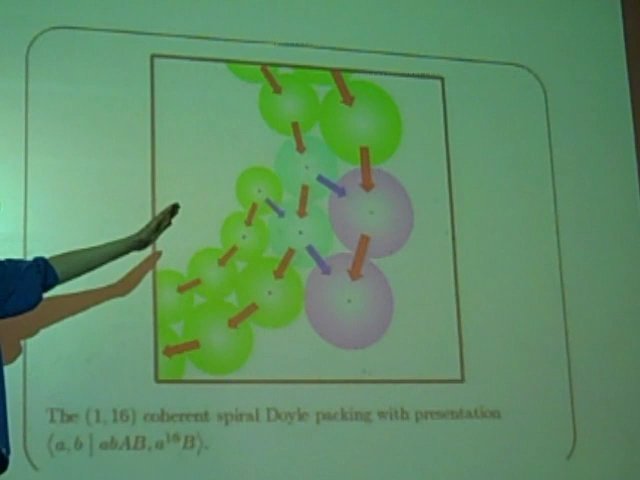 The (1, 16) coherent spiral Doyle packing with presentation
⟨a, b | abAB, a¹⁶B⟩.